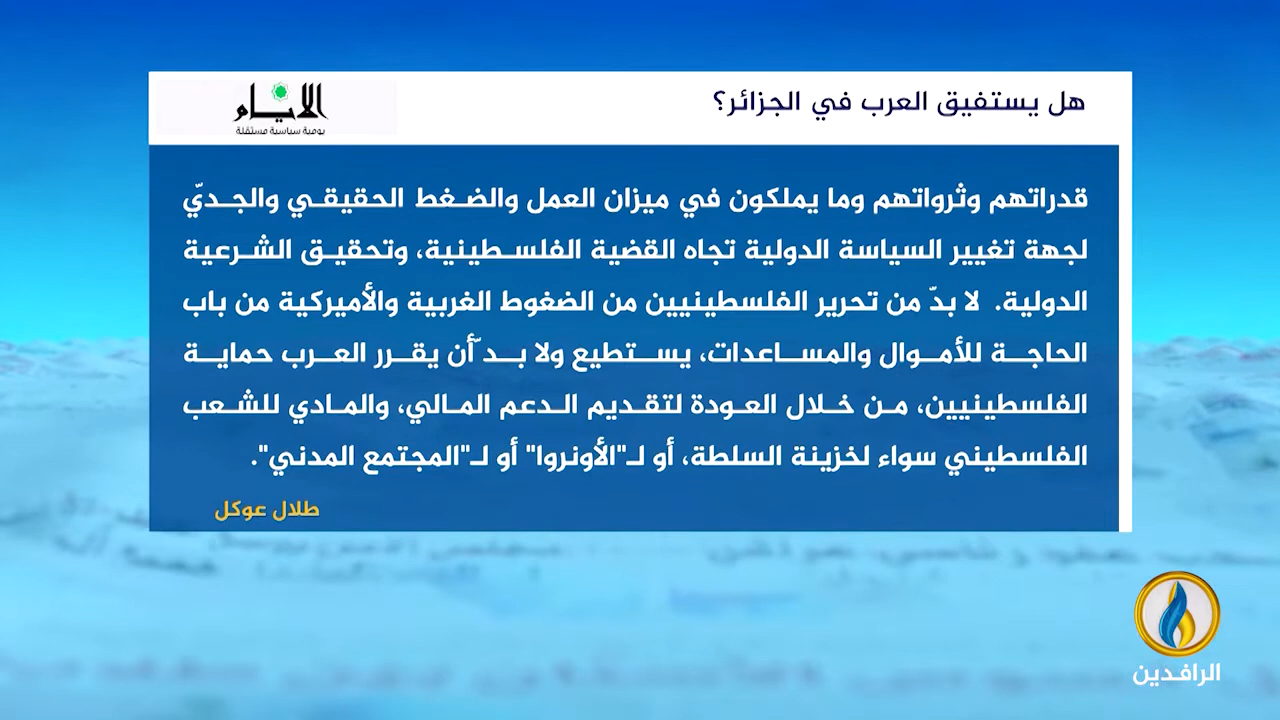 هل يستفيق العرب في الجزائر؟
الايام
يومية سياسية مستقلة
قدراتهم وثرواتهم وما يملكون في ميزان العمل والضغط الحقيقي والجديّ
لجهة تغيير السياسة الدولية تجاه القضية الفلسطينية، وتحقيق الشرعية
الدولية. لا بدّ من تحرير الفلسطينيين من الضغوط الغربية والأميركية من باب
الحاجة للأموال والمساعدات، يستطيع ولا بدّ أن يقرر العرب حماية
الفلسطينيين، من خلال العودة لتقديم الدعم المالي، والمادي للشعب
الفلسطيني سواء لخزينة السلطة، أو لـ"الأونروا" أو لـ"المجتمع المدني".
طلال عوكل
الرافدين